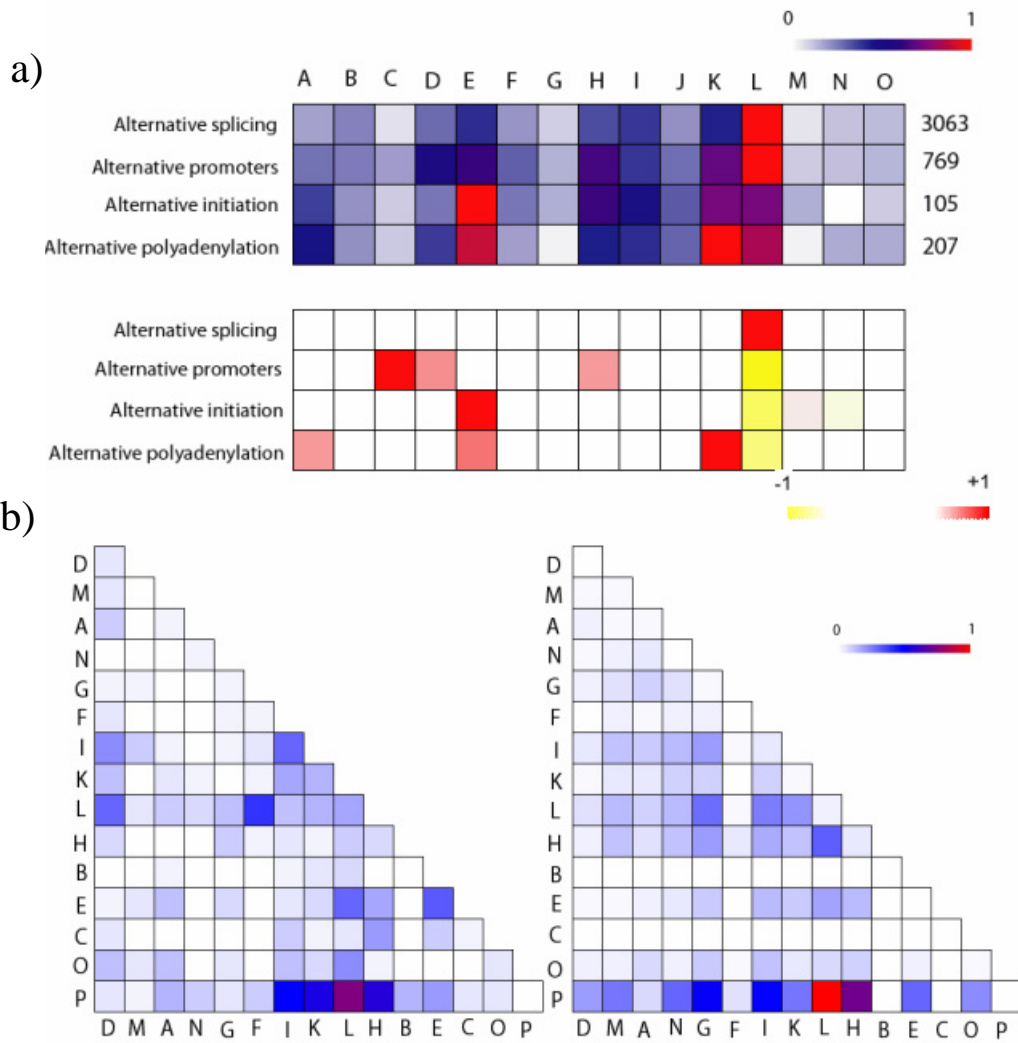 0 1
a)
A B C D E F G H I J K L M N O
Alternative splicing 3063
Alternative promoters 769
Alternative initiation 105
Alternative polyadenylation 207
Alternative splicing
Alternative promoters
Alternative initiation
Alternative polyadenylation
-1 +1
b)
D
M
A
N
G
F
I
K
L
H
B
E
C
O
P
D M A N G F I K L H B E C O P
0 1
D
M
A
N
G
F
I
K
L
H
B
E
C
O
P
D M A N G F I K L H B E C O P